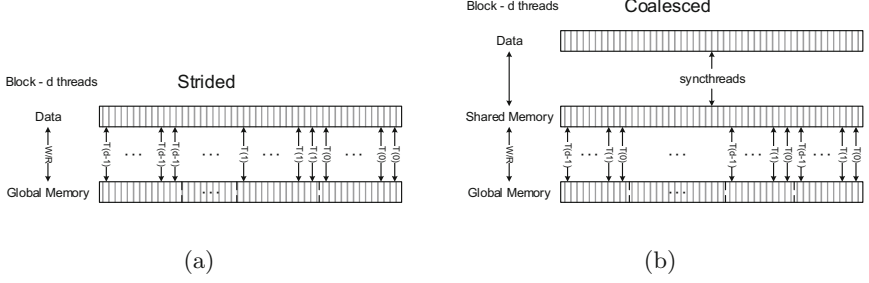 Block - d threads
Strided
Data
W/R
T(d-1)
· · ·
T(d-1)
T(d-1)
· · ·
T(1)
· · ·
T(1)
T(1)
T(0)
· · ·
T(0)
T(0)
Global Memory
· · ·
(a)
Block - d threads
Coalesced
Data
syncthreads
Shared Memory
W/R
T(d-1)
· · ·
T(1)
T(0)
· · ·
T(d-1)
· · ·
T(1)
T(0)
T(d-1)
· · ·
T(1)
T(0)
Global Memory
· · ·
(b)